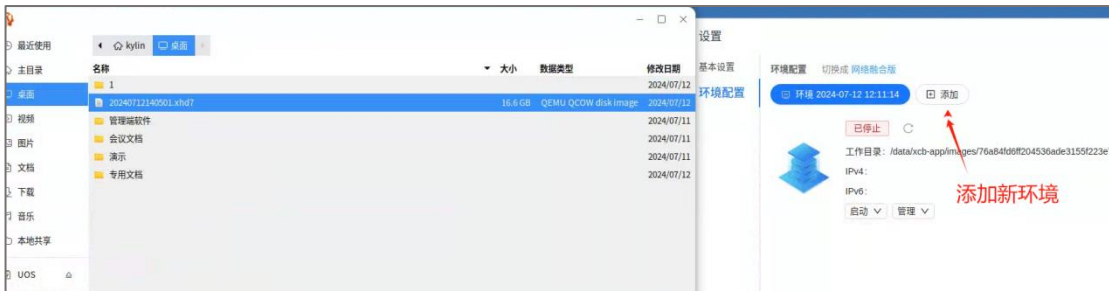 最近使用
主目录
桌面
视频
图片
文档
下载
音乐
本地共享
UOS
kylin 桌面
名称 大小 数据类型 修改日期
1 2024/07/12
20240712140501.xhd7 16.6 GB QEMU QCOW disk image 2024/07/12
管理端软件 2024/07/11
会议文档 2024/07/11
演示 2024/07/11
专用文档 2024/07/12
设置
基本设置
环境配置
环境配置 切换成 网络融合版
环境 2024-07-12 12:11:14 添加
已停止
工作目录: /data/xcb-app/images/76a84fd6ff204536ade3155f223e
IPv4:
IPv6:
启动 管理
添加新环境